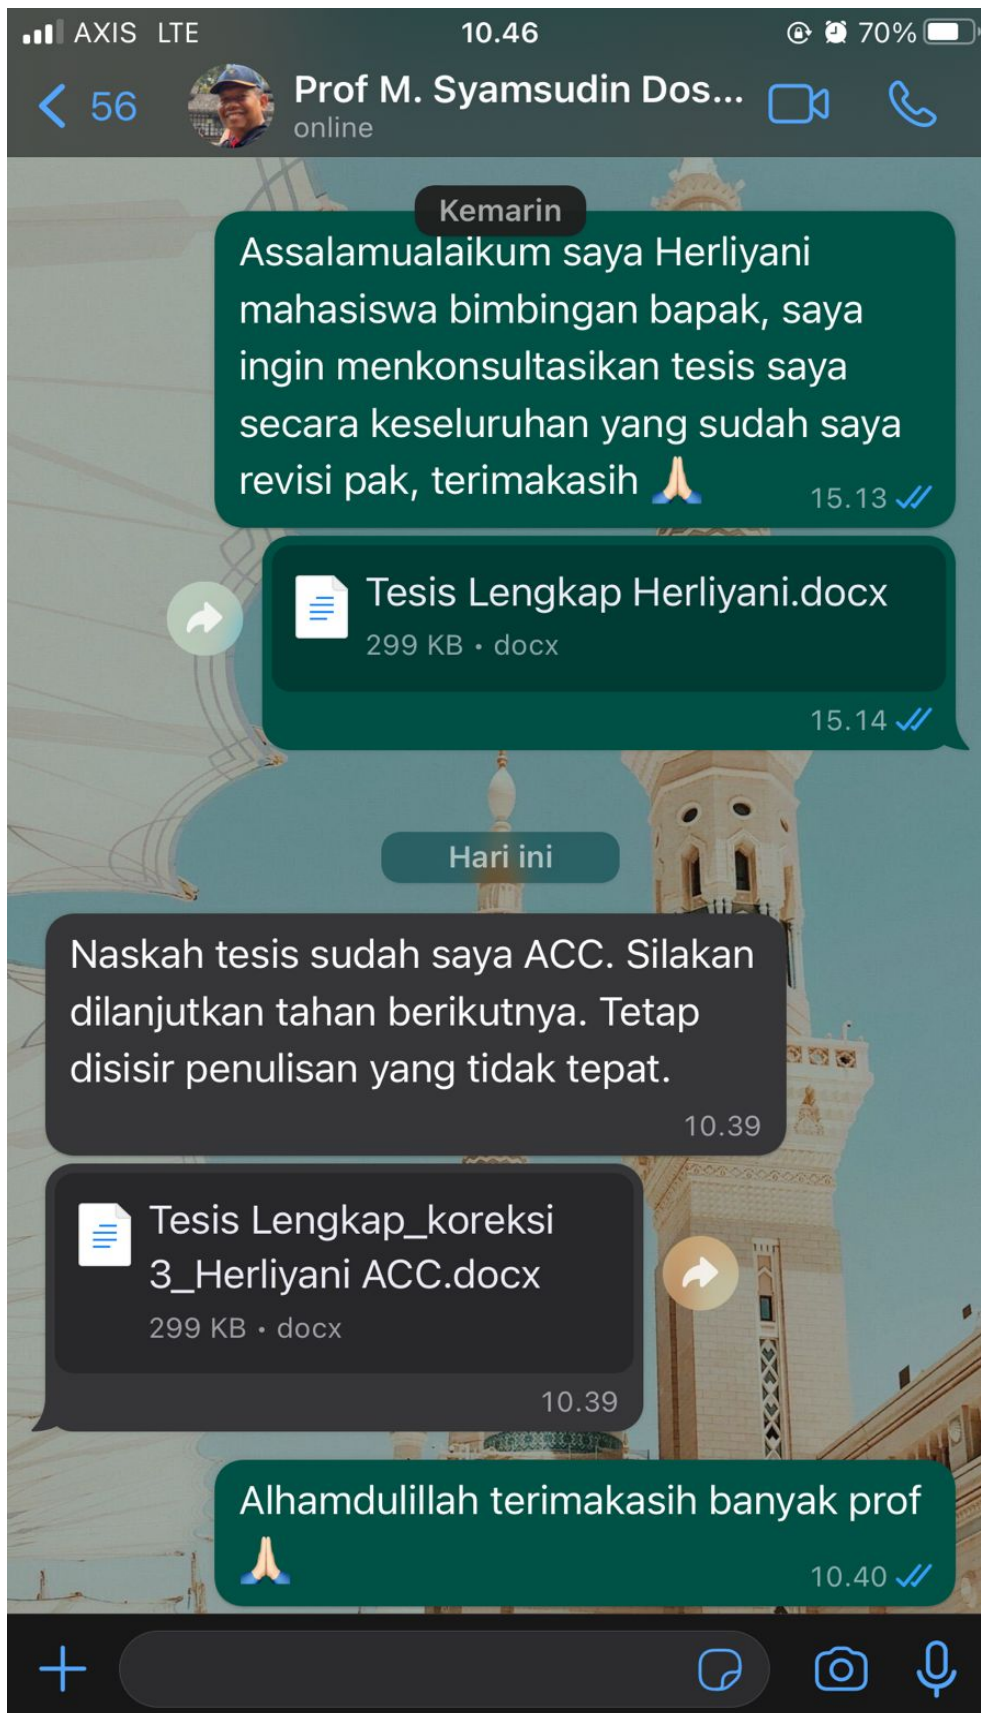 AXIS LTE 10.46 70%
56 Prof M. Syamsudin Dos...
online
Kemarin
Assalamualaikum saya Herliyani
mahasiswa bimbingan bapak, saya
ingin menkonsultasikan tesis saya
secara keseluruhan yang sudah saya
revisi pak, terimakasih 🙏🏻
15.13
Tesis Lengkap Herliyani.docx
299 KB • docx
15.14
Hari ini
Naskah tesis sudah saya ACC. Silakan
dilanjutkan tahan berikutnya. Tetap
disisir penulisan yang tidak tepat.
10.39
Tesis Lengkap_koreksi
3_Herliyani ACC.docx
299 KB • docx
10.39
Alhamdulillah terimakasih banyak prof
🙏🏻
10.40